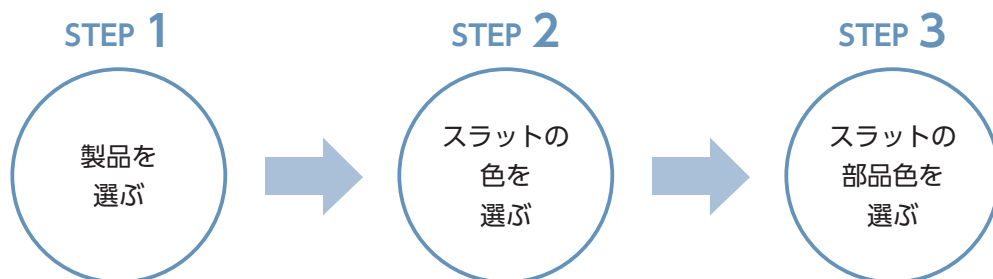 STEP 1
製品を
選ぶ
STEP 2
スラットの
色を
選ぶ
STEP 3
スラットの
部品色を
選ぶ